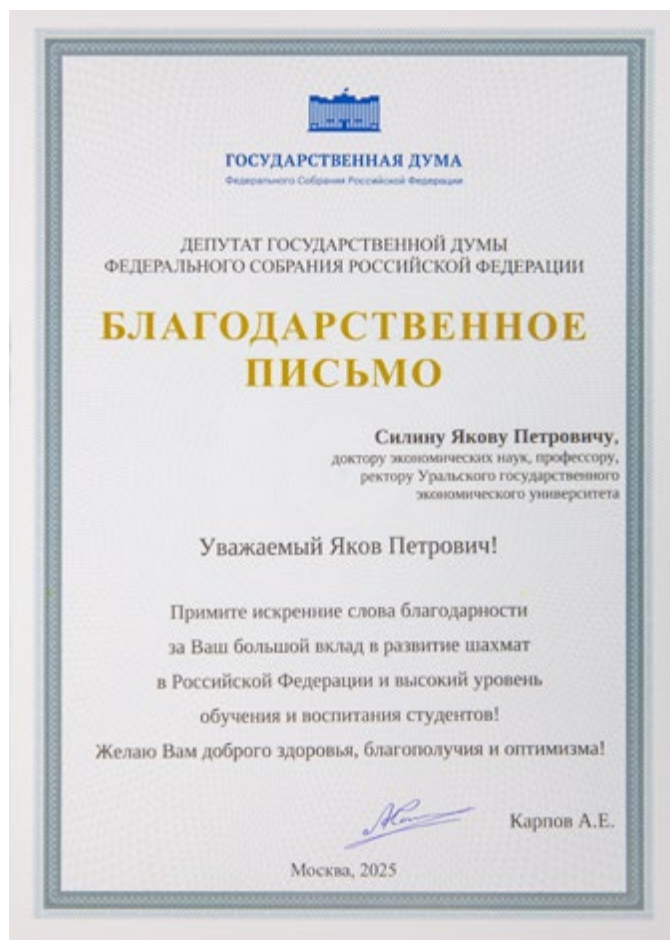 ГОСУДАРСТВЕННАЯ ДУМА
Федерального Собрания Российской Федерации
ДЕПУТАТ ГОСУДАРСТВЕННОЙ ДУМЫ
ФЕДЕРАЛЬНОГО СОБРАНИЯ РОССИЙСКОЙ ФЕДЕРАЦИИ
БЛАГОДАРСТВЕННОЕ
ПИСЬМО
Силину Якову Петровичу,
доктору экономических наук, профессору,
ректору Уральского государственного
экономического университета
Уважаемый Яков Петрович!
Примите искренние слова благодарности
за Ваш большой вклад в развитие шахмат
в Российской Федерации и высокий уровень
обучения и воспитания студентов!
Желаю Вам доброго здоровья, благополучия и оптимизма!
Карпов А.Е.
Москва, 2025